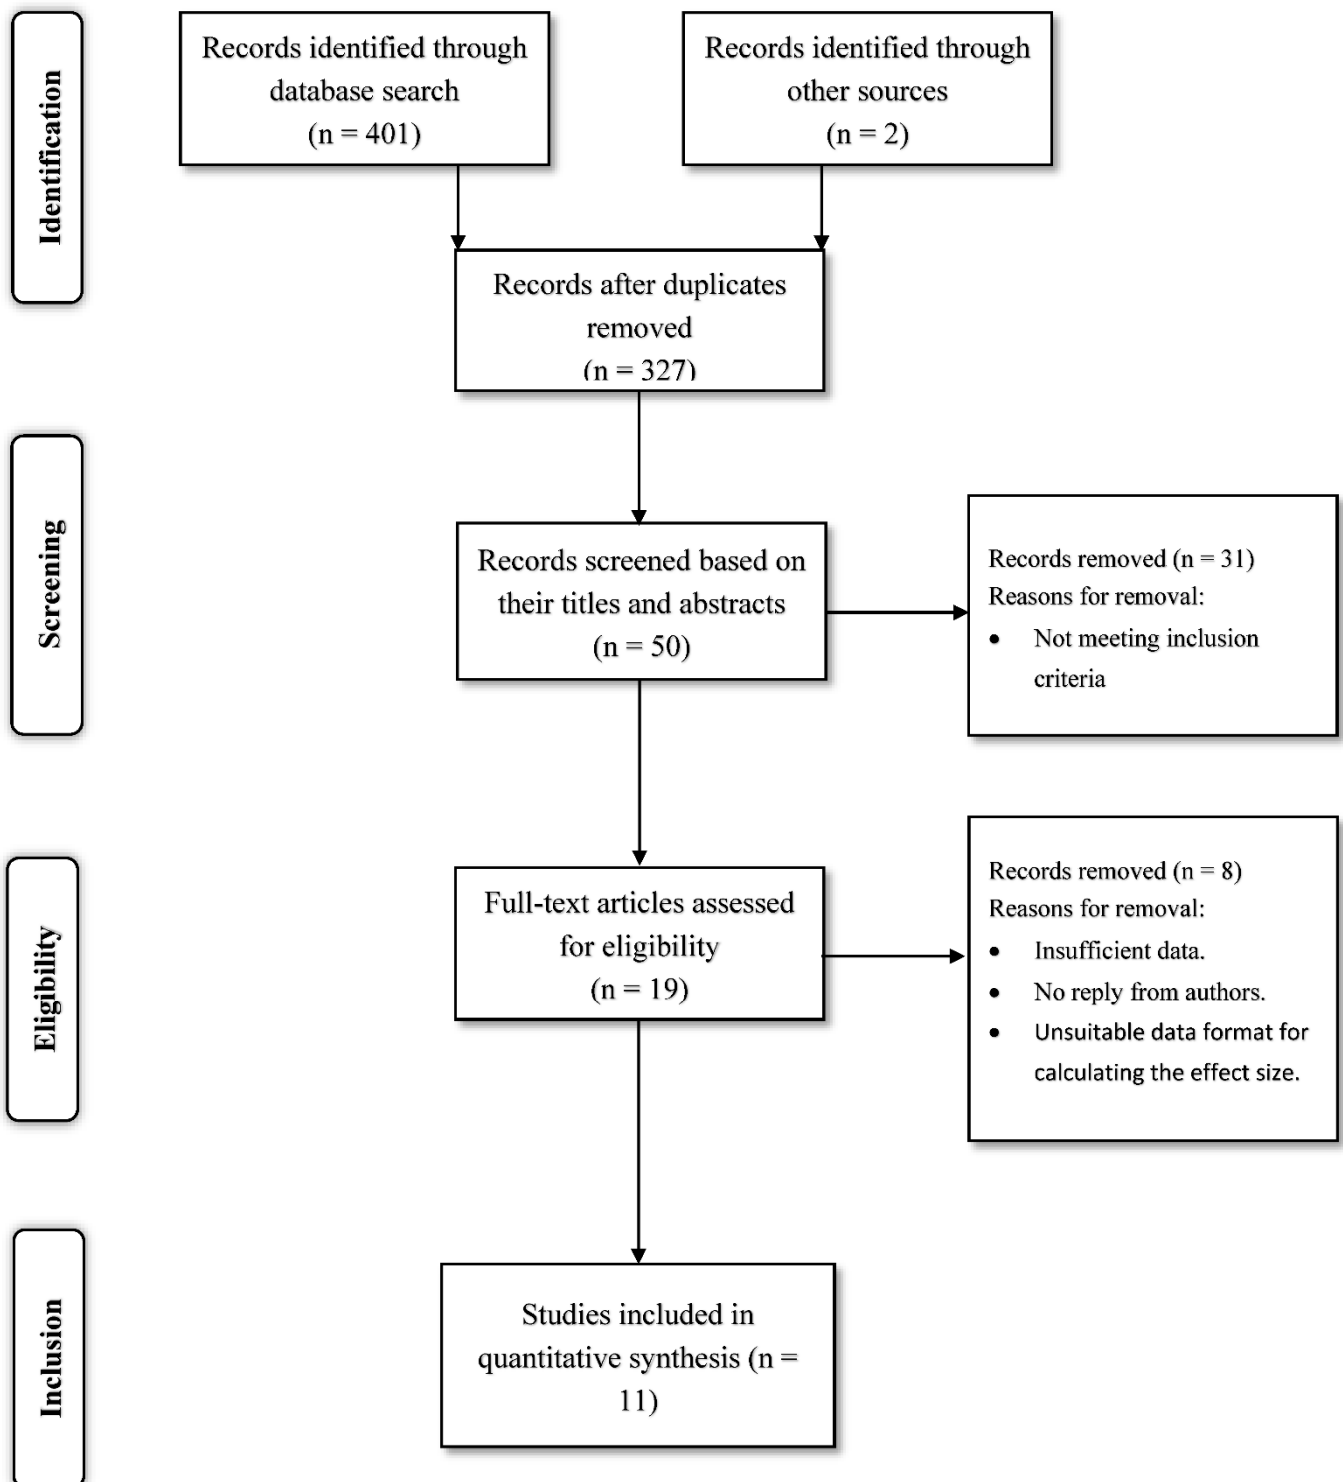 Identification
Records identified through
database search
(n = 401)
Records identified through
other sources
(n = 2)
Records after duplicates
removed
(n = 327)
Screening
Records screened based on
their titles and abstracts
(n = 50)
Records removed (n = 31)
Reasons for removal:
• Not meeting inclusion
criteria
Eligibility
Full-text articles assessed
for eligibility
(n = 19)
Records removed (n = 8)
Reasons for removal:
• Insufficient data.
• No reply from authors.
• Unsuitable data format for
calculating the effect size.
Inclusion
Studies included in
quantitative synthesis (n =
11)